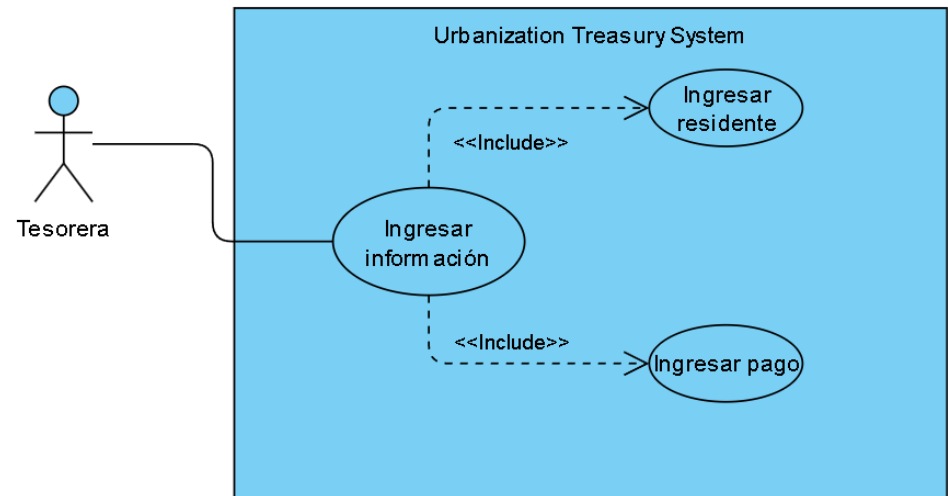 Urbanization Treasury System
Ingresar
residente
<<Include>>
Tesorera
Ingresar
información
<<Include>>
Ingresar pago